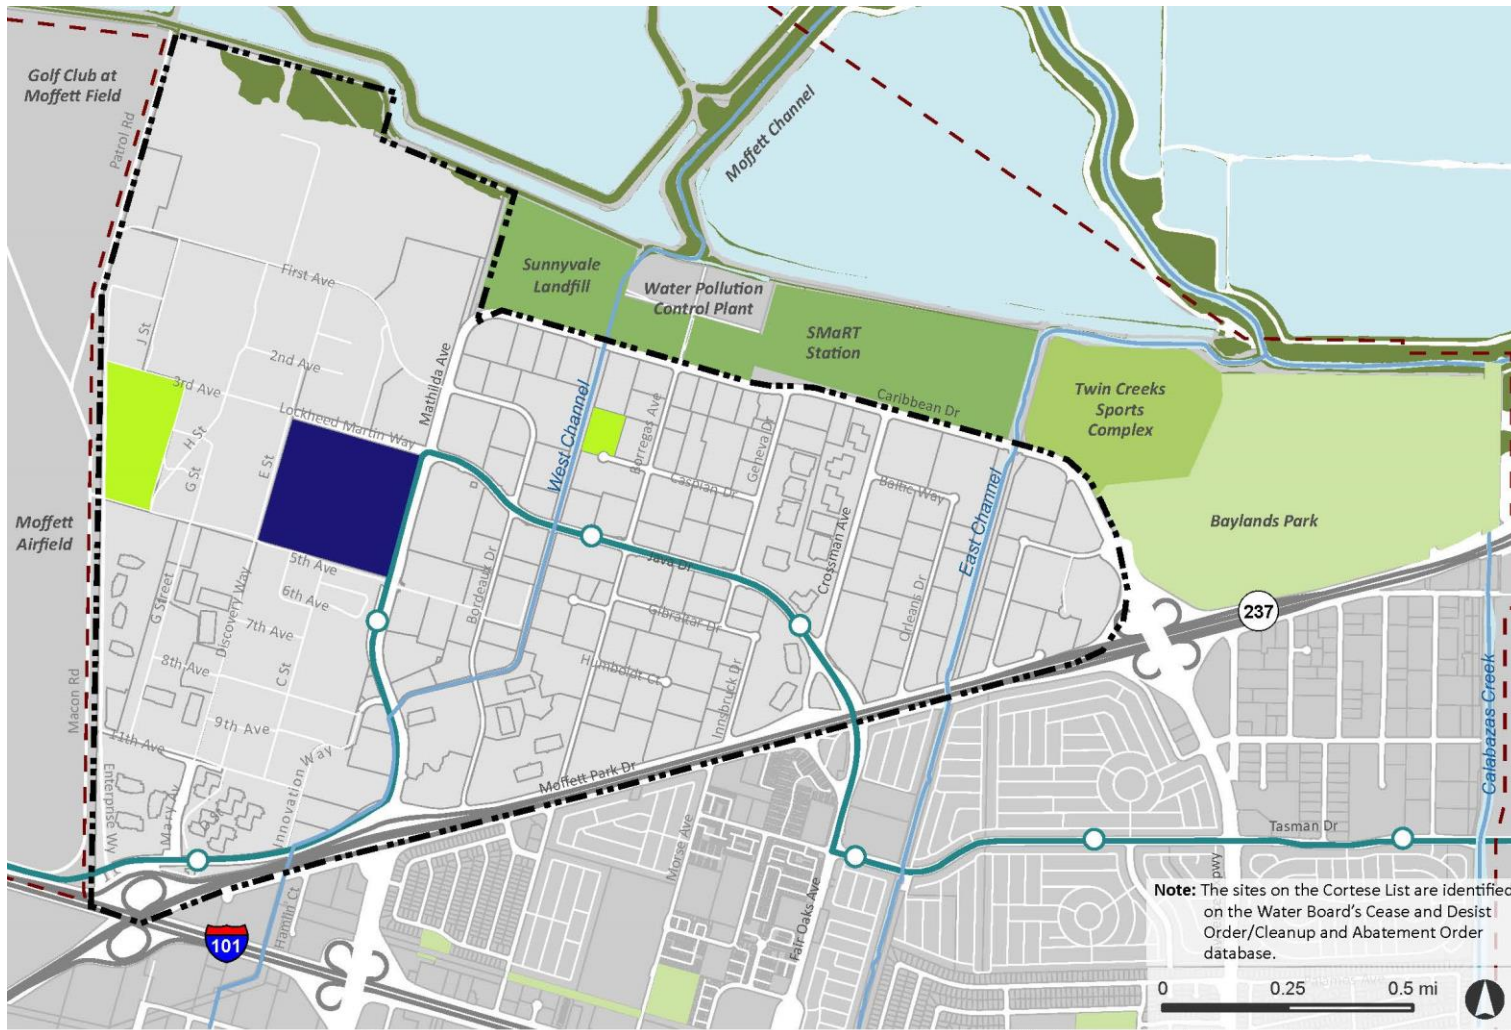 Golf Club at
Moffett Field
Patrol Rd
Moffett Channel
First Ave
Sunnyvale
Landfill
Water Pollution
Control Plant
SMaRT
Station
J St
2nd Ave
3rd Ave
Mathilda Ave
Lockheed Martin Way
Caribbean Dr
Twin Creeks
Sports
Complex
H St
G St
E St
West Channel
Borregas Ave
Geneva Dr
Caspian Dr
Baltic Way
East Channel
Moffett
Airfield
Baylands Park
5th Ave
6th Ave
Java Dr
Crossman Ave
Bordeaux Dr
Orleans Dr
G Street
Discovery Way
7th Ave
8th Ave
C St
Gibraltar Dr
Humboldt Ct
Innsbruck Dr
237
Macon Rd
9th Ave
11th Ave
Enterprise Wy
Mary Av
Innovation Way
Moffett Park Dr
Calabazas Creek
Morse Ave
Fair Oaks Ave
Tasman Dr
Hamlin Ct
101
Note: The sites on the Cortese List are identified
on the Water Board's Cease and Desist
Order/Cleanup and Abatement Order
database.
0 0.25 0.5 mi